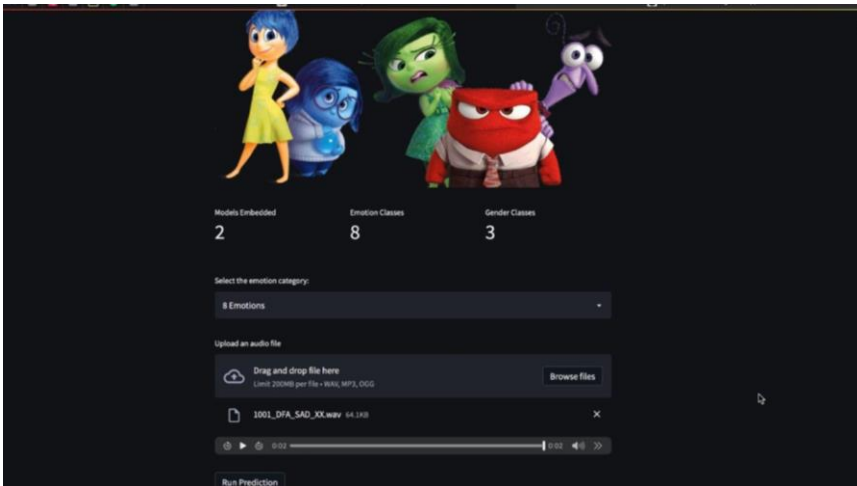 Models Embedded
Emotion Classes
Gender Classes
2
8
3
Select the emotion category:
8 Emotions
Upload an audio file
Drag and drop file here
Limit 200MB per file • WAV, MP3, OGG
Browse files
1001_DFA_SAD_XX.wav 64.1KB
0:02
0:02
Run Prediction